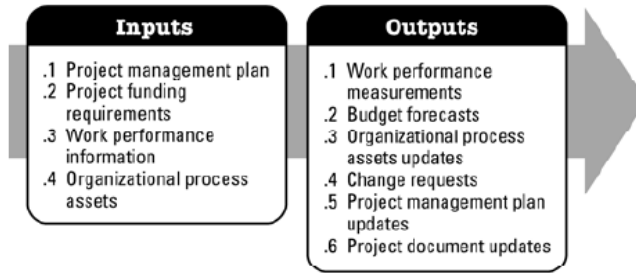 Inputs
.1 Project management plan
.2 Project funding
requirements
.3 Work performance
information
.4 Organizational process
assets
Outputs
.1 Work performance
measurements
.2 Budget forecasts
.3 Organizational process
assets updates
.4 Change requests
.5 Project management plan
updates
.6 Project document updates